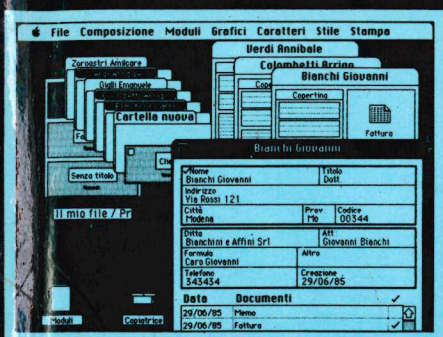 File Composizione Moduli Grafici Caratteri Stile Stampa
Verdi Annibale
Colombetti Arrigo
Bianchi Giovanni
Zoroastri Amilcare
Gigli Emanuele
Cartella nuova
Copertina
Fattura
Senza titolo
Il mio file / Pr
Moduli
Copiatrice
Bianchi Giovanni
✓Nome Titolo
Bianchi Giovanni Dott.
Indirizzo
Via Rossi 121
Città Prov. Codice
Modena Mo 00344
Ditta Att
Bianchini e Affini Srl Giovanni Bianchi
Formula Altro
Caro Giovanni
Telefono Creazione
343434 29/06/85
Data Documenti ✓
29/06/85 Memo
29/06/85 Fattura ✓